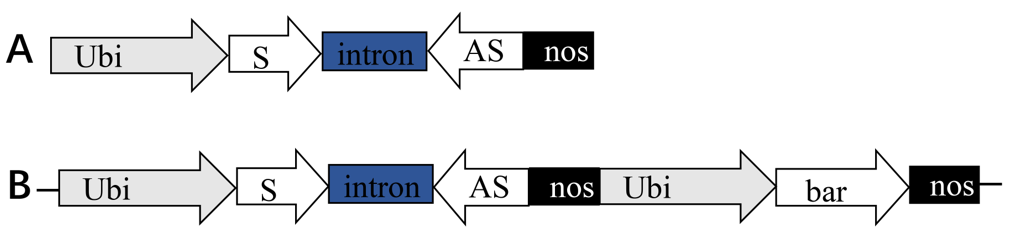 A Ubi S intron AS nos
B Ubi S intron AS nos Ubi bar nos